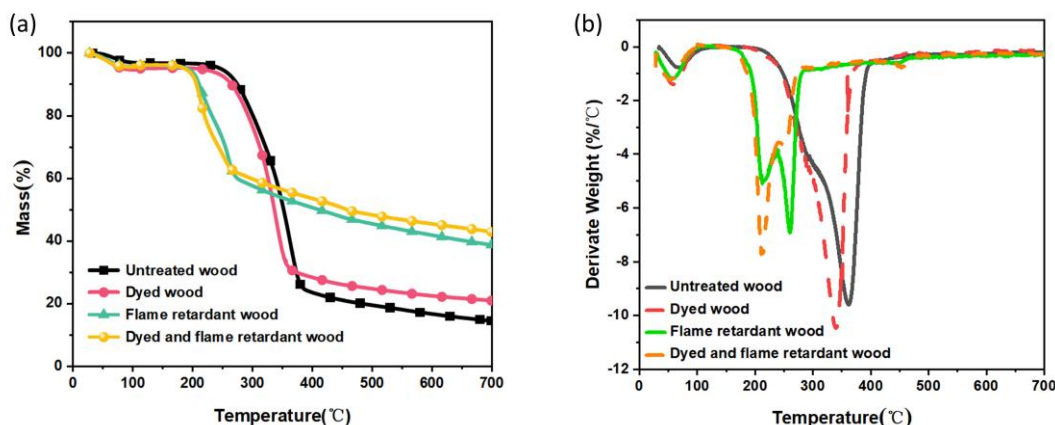 (a)
100
80
60
40
20
0
Mass(%)
Untreated wood
Dyed wood
Flame retardant wood
Dyed and flame retardant wood
0 100 200 300 400 500 600 700
Temperature(℃)
(b)
0
-2
-4
-6
-8
-10
-12
Derivate Weight (%/℃)
Untreated wood
Dyed wood
Flame retardant wood
Dyed and flame retardant wood
0 100 200 300 400 500 600 700
Temperature(℃)